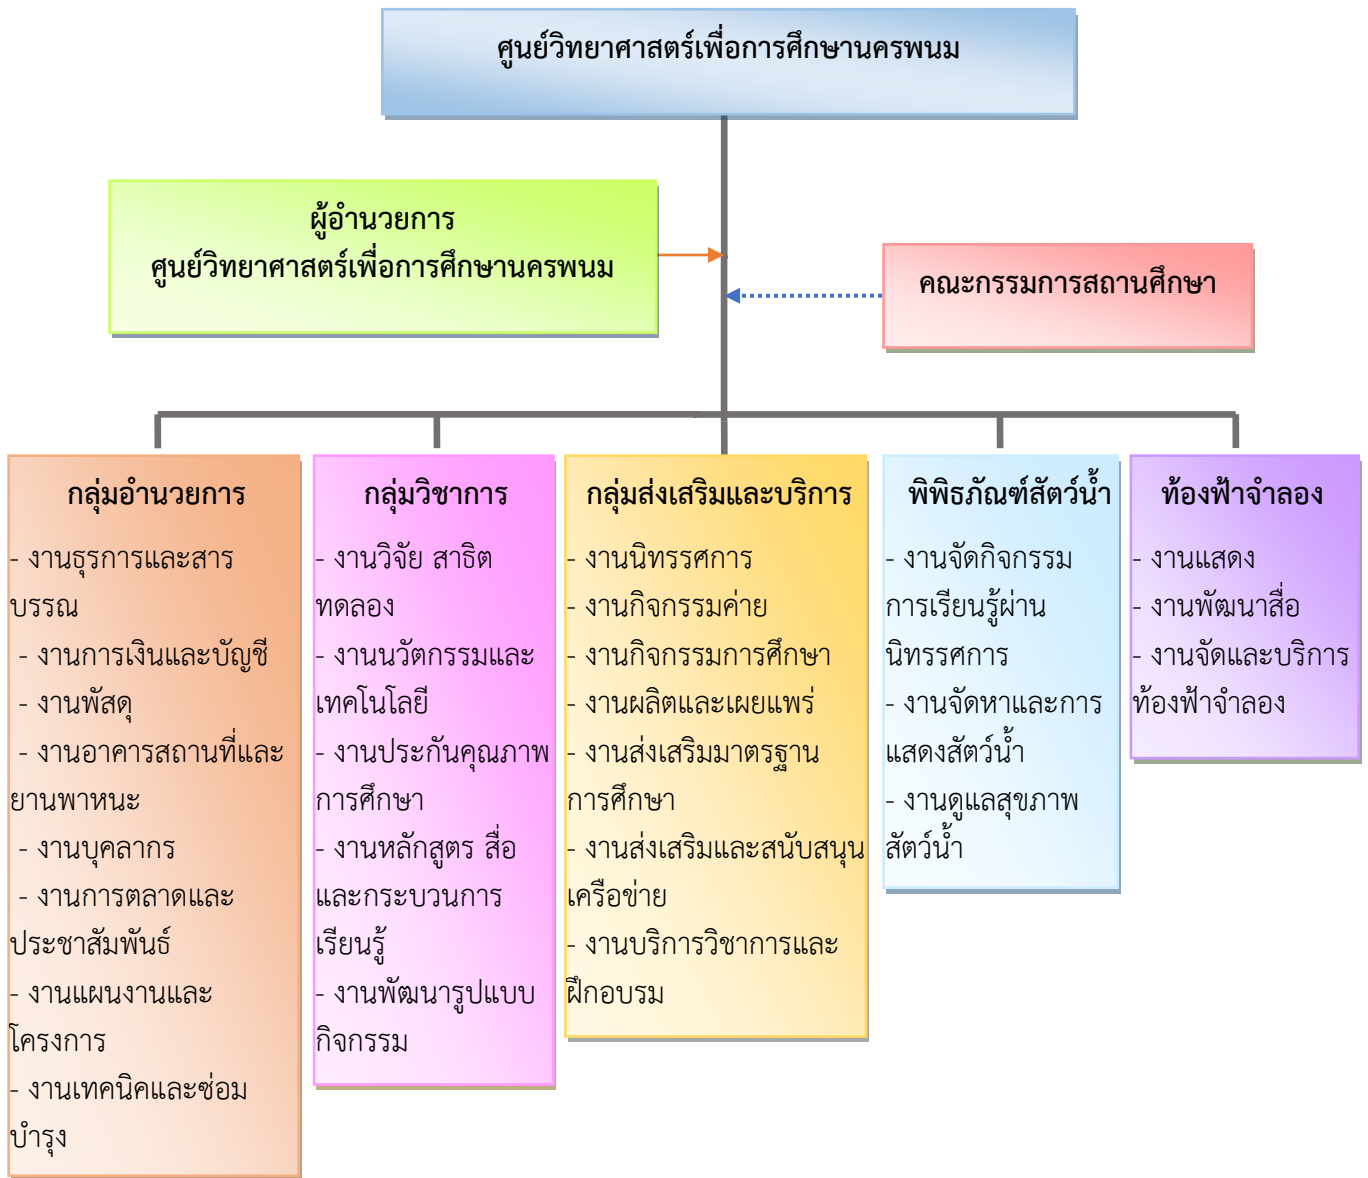 ศูนย์วิทยาศาสตร์เพื่อการศึกษานครพนม
ผู้อำนวยการ
ศูนย์วิทยาศาสตร์เพื่อการศึกษานครพนม
คณะกรรมการสถานศึกษา
กลุ่มอำนวยการ
- งานธุรการและสาร
บรรณ
- งานการเงินและบัญชี
- งานพัสดุ
- งานอาคารสถานที่และ
ยานพาหนะ
- งานบุคลากร
- งานการตลาดและ
ประชาสัมพันธ์
- งานแผนงานและ
โครงการ
- งานเทคนิคและซ่อม
บำรุง
กลุ่มวิชาการ
- งานวิจัย สาธิต
ทดลอง
- งานนวัตกรรมและ
เทคโนโลยี
- งานประกันคุณภาพ
การศึกษา
- งานหลักสูตร สื่อ
และกระบวนการ
เรียนรู้
- งานพัฒนารูปแบบ
กิจกรรม
กลุ่มส่งเสริมและบริการ
- งานนิทรรศการ
- งานกิจกรรมค่าย
- งานกิจกรรมการศึกษา
- งานผลิตและเผยแพร่
- งานส่งเสริมมาตรฐาน
การศึกษา
- งานส่งเสริมและสนับสนุน
เครือข่าย
- งานบริการวิชาการและ
ฝึกอบรม
พิพิธภัณฑ์สัตว์น้ำ
- งานจัดกิจกรรม
การเรียนรู้ผ่าน
นิทรรศการ
- งานจัดหาและการ
แสดงสัตว์น้ำ
- งานดูแลสุขภาพ
สัตว์น้ำ
ท้องฟ้าจำลอง
- งานแสดง
- งานพัฒนาสื่อ
- งานจัดและบริการ
ท้องฟ้าจำลอง